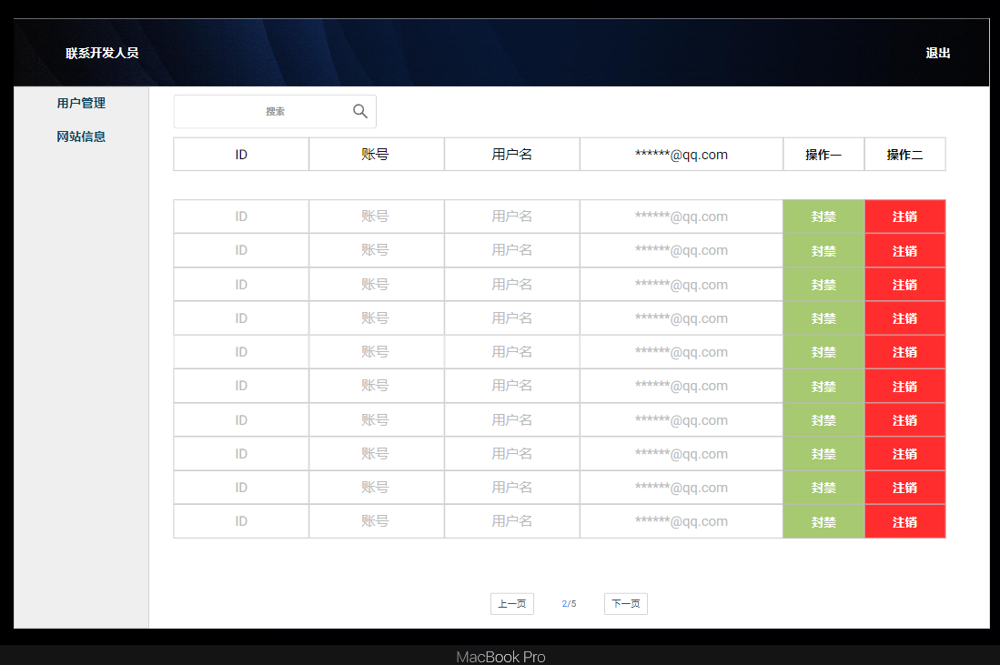 联系开发人员 退出
用户管理
网站信息
搜索
ID 账号 用户名 ******@qq.com 操作一 操作二
ID 账号 用户名 ******@qq.com 封禁 注销
ID 账号 用户名 ******@qq.com 封禁 注销
ID 账号 用户名 ******@qq.com 封禁 注销
ID 账号 用户名 ******@qq.com 封禁 注销
ID 账号 用户名 ******@qq.com 封禁 注销
ID 账号 用户名 ******@qq.com 封禁 注销
ID 账号 用户名 ******@qq.com 封禁 注销
ID 账号 用户名 ******@qq.com 封禁 注销
ID 账号 用户名 ******@qq.com 封禁 注销
ID 账号 用户名 ******@qq.com 封禁 注销
上一页 2/5 下一页
MacBook Pro